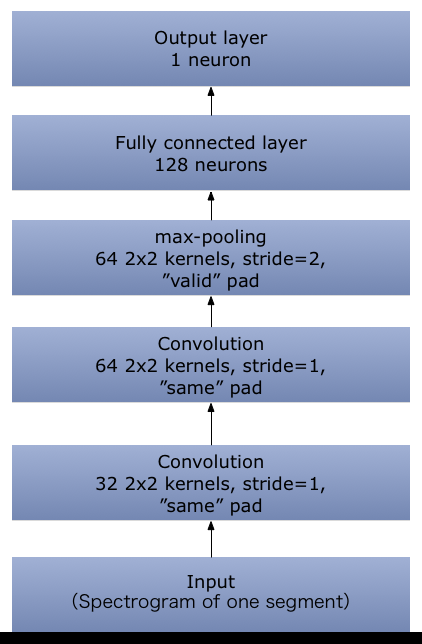 Output layer
1 neuron
Fully connected layer
128 neurons
max-pooling
64 2x2 kernels, stride=2,
”valid” pad
Convolution
64 2x2 kernels, stride=1,
”same” pad
Convolution
32 2x2 kernels, stride=1,
”same” pad
Input
(Spectrogram of one segment)